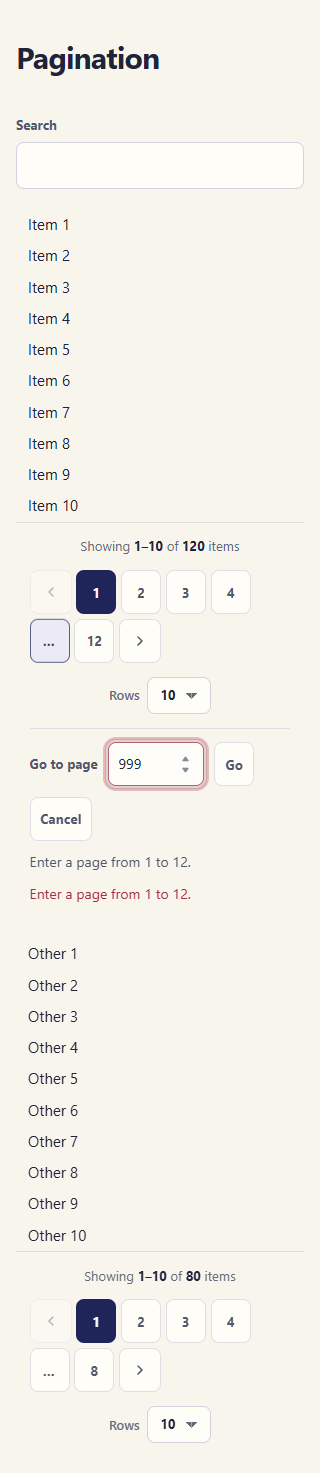 Pagination
Search
Item 1
Item 2
Item 3
Item 4
Item 5
Item 6
Item 7
Item 8
Item 9
Item 10
Showing 1–10 of 120 items
1 2 3 4
... 12
Rows 10
Go to page 999 Go
Cancel
Enter a page from 1 to 12.
Enter a page from 1 to 12.
Other 1
Other 2
Other 3
Other 4
Other 5
Other 6
Other 7
Other 8
Other 9
Other 10
Showing 1–10 of 80 items
1 2 3 4
... 8
Rows 10